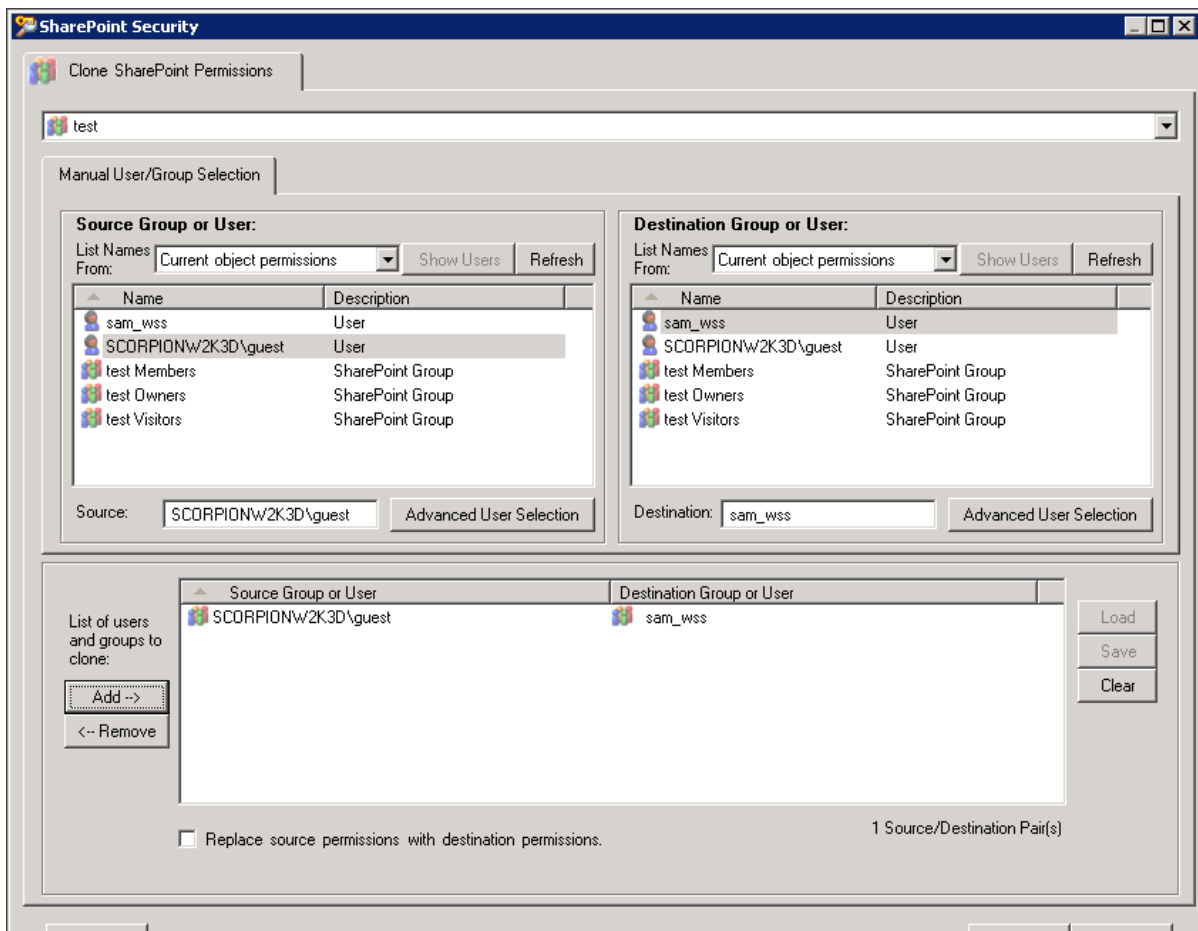 SharePoint Security
Clone SharePoint Permissions
test
Manual User/Group Selection
Source Group or User:
List Names
From:
Current object permissions
Show Users
Refresh
Name Description
sam_wss User
SCORPIONW2K3D\guest User
test Members SharePoint Group
test Owners SharePoint Group
test Visitors SharePoint Group
Source: SCORPIONW2K3D\guest
Advanced User Selection
Destination Group or User:
List Names
From:
Current object permissions
Show Users
Refresh
Name Description
sam_wss User
SCORPIONW2K3D\guest User
test Members SharePoint Group
test Owners SharePoint Group
test Visitors SharePoint Group
Destination: sam_wss
Advanced User Selection
List of users
and groups to
clone:
Add -->
<-- Remove
Source Group or User Destination Group or User
SCORPIONW2K3D\guest sam_wss
Load
Save
Clear
Replace source permissions with destination permissions.
1 Source/Destination Pair(s)